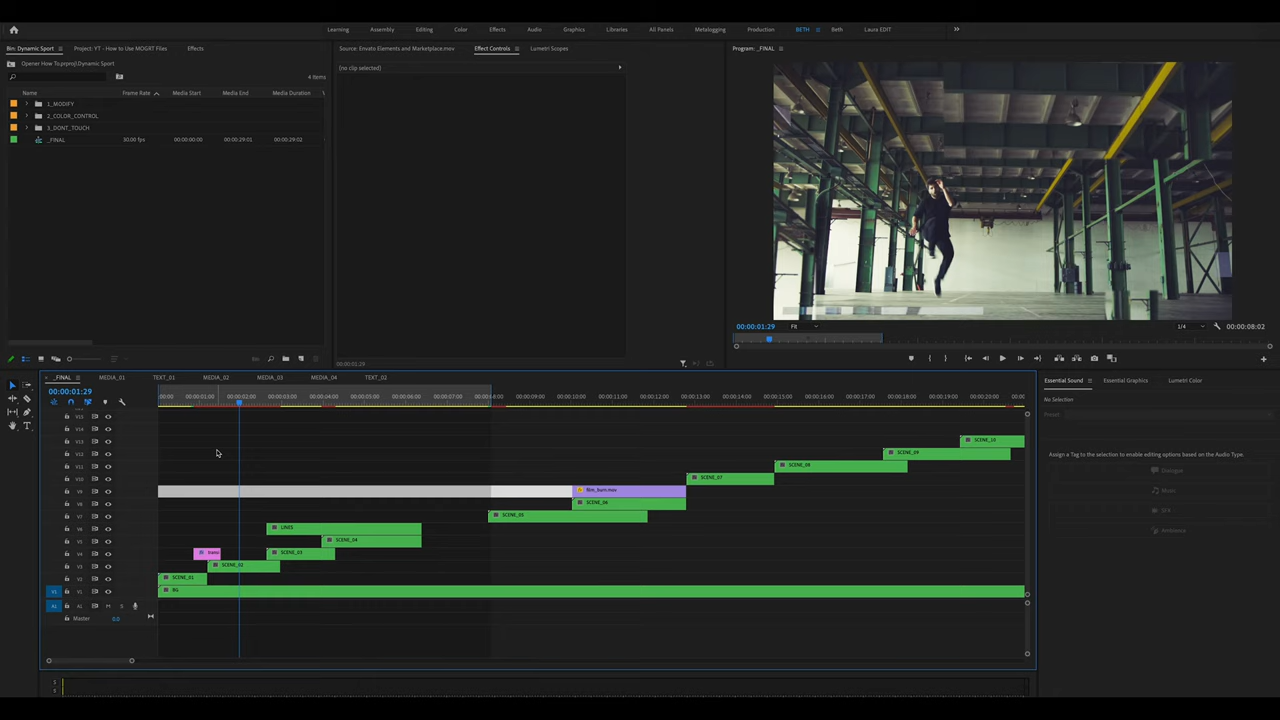 Learning Assembly Editing Color Effects Audio Graphics Libraries All Panels Metalogging Production BETH Beth Laura EDIT
Bin: Dynamic Sport Project: YT - How to Use MOGRT Files Effects
Source: Envato Elements and Marketplace.mov Effect Controls Lumetri Scopes
Program: _FINAL
Opener How To.prproj\Dynamic Sport
(no clip selected)
4 Items
Name Frame Rate Media Start Media End Media Duration
1_MODIFY
2_COLOR_CONTROL
3_DONT_TOUCH
_FINAL 30.00 fps 00:00:00:00 00:00:29:01 00:00:29:02
00:00:01:29 Fit 1/4 00:00:08:02
00:00:01:29
_FINAL MEDIA_01 TEXT_01 MEDIA_02 MEDIA_03 MEDIA_04 TEXT_02
Essential Sound Essential Graphics Lumetri Color
00:00:01:29
:00:00 00:00:01:00 00:00:02:00 00:00:03:00 00:00:04:00 00:00:05:00 00:00:06:00 00:00:09:00 00:00:10:00 00:00:11:00 00:00:12:00 00:00:13:00 00:00:14:00 00:00:15:00 00:00:16:00 00:00:17:00 00:00:18:00 00:00:19:00 00:00:20:00 00:00
No Selection
Preset:
V14
V13 SCENE_10
V12 SCENE_09
Assign a Tag to the selection to enable editing options based on the Audio Type.
V11 SCENE_08
Dialogue
V10 SCENE_07
V9 film_burn.mov
Music
V8 SCENE_06
SFX
V7 SCENE_05
V6 LINES
Ambience
V5 SCENE_04
V4 SCENE_03
V3 SCENE_02
V2 SCENE_01
V1 V1 BG
A1 A1 M S
Master 0.0
S
S